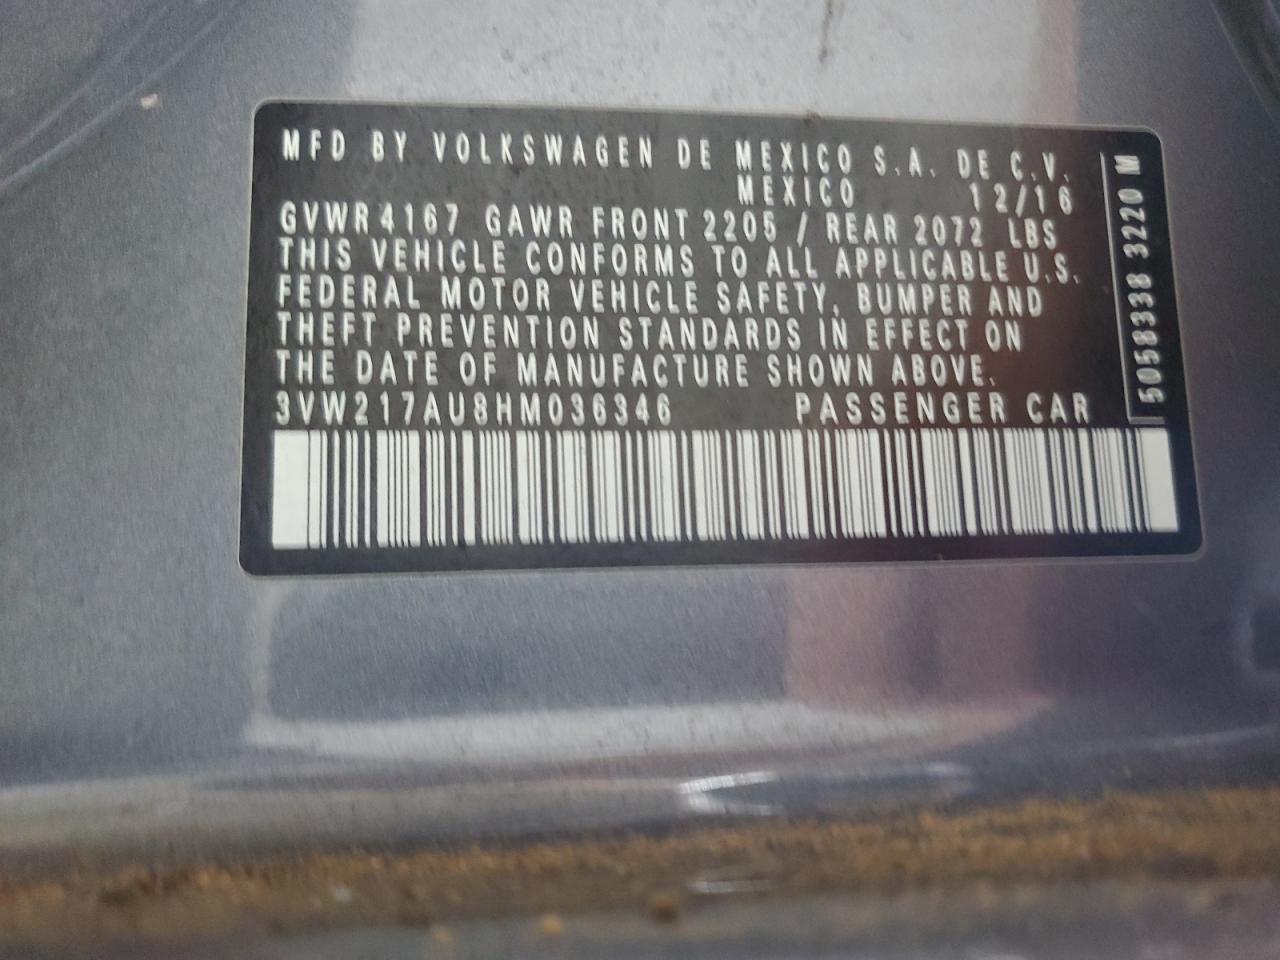 MFD BY VOLKSWAGEN DE MEXICO S.A. DE C.V.
MEXICO 12/16
GVWR 4167 GAWR FRONT 2205 / REAR 2072 LBS
THIS VEHICLE CONFORMS TO ALL APPLICABLE U.S.
FEDERAL MOTOR VEHICLE SAFETY, BUMPER AND
THEFT PREVENTION STANDARDS IN EFFECT ON
THE DATE OF MANUFACTURE SHOWN ABOVE.
3VW217AU8HM036346 PASSENGER CAR
5058338 3220 M